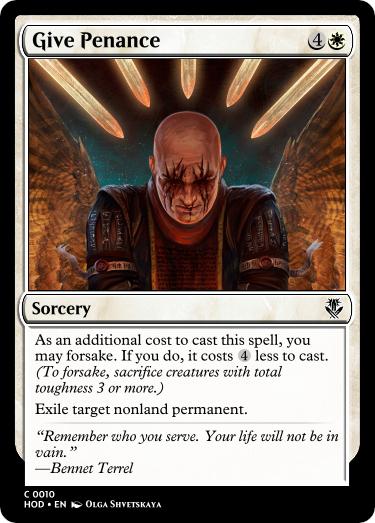 Give Penance 4
Sorcery
As an additional cost to cast this spell, you
may forsake. If you do, it costs 4 less to cast.
(To forsake, sacrifice creatures with total
toughness 3 or more.)
Exile target nonland permanent.
“Remember who you serve. Your life will not be in
vain.”
—Bennet Terrel
C 0010
HOD • EN Olga Shvetskaya